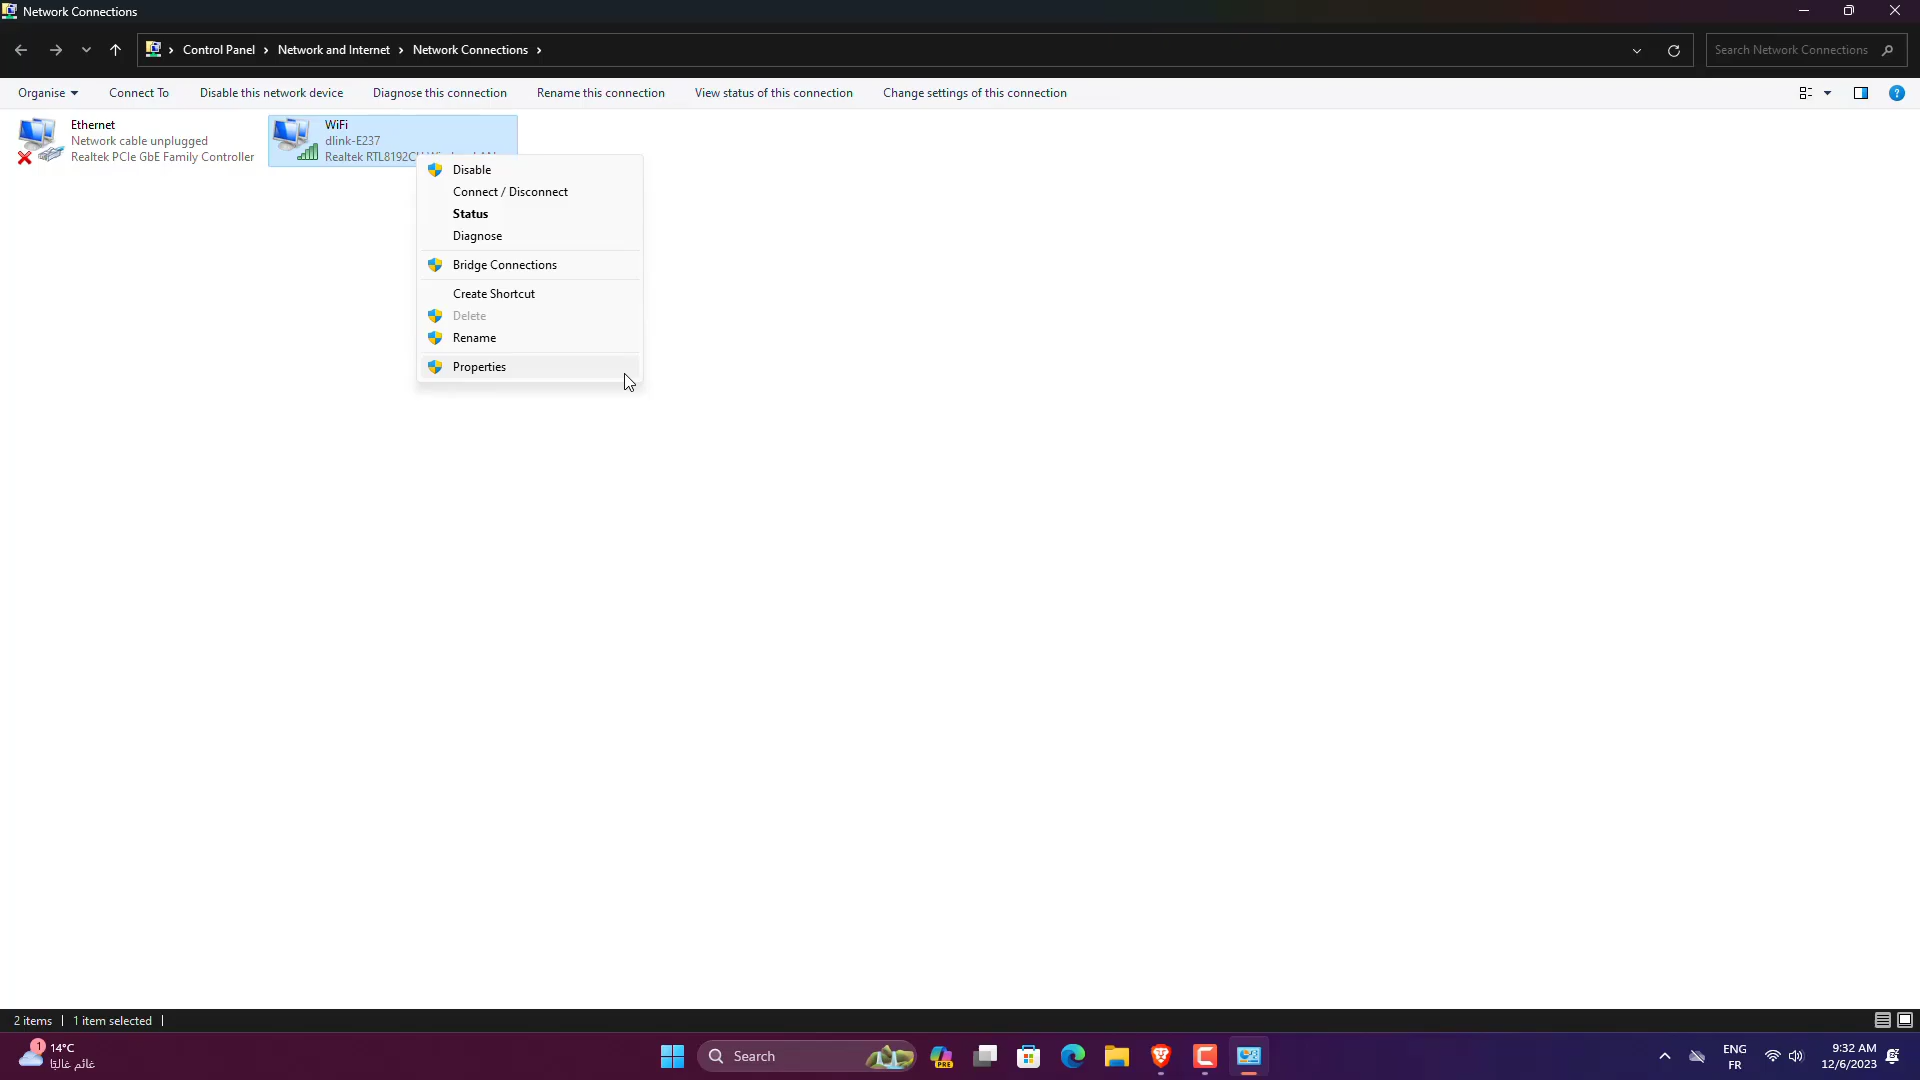 Network Connections
Control Panel > Network and Internet > Network Connections >
Search Network Connections
Organise Connect To Disable this network device Diagnose this connection Rename this connection View status of this connection Change settings of this connection
?
Ethernet
Network cable unplugged
Realtek PCIe GbE Family Controller
WiFi
dlink-E237
Realtek
Disable
Connect / Disconnect
Status
Diagnose
Bridge Connections
Create Shortcut
Delete
Rename
Properties
2 items | 1 item selected |
1
14°C
غائم غالبًا
Search
PRE
ENG
FR
9:32 AM
12/6/2023